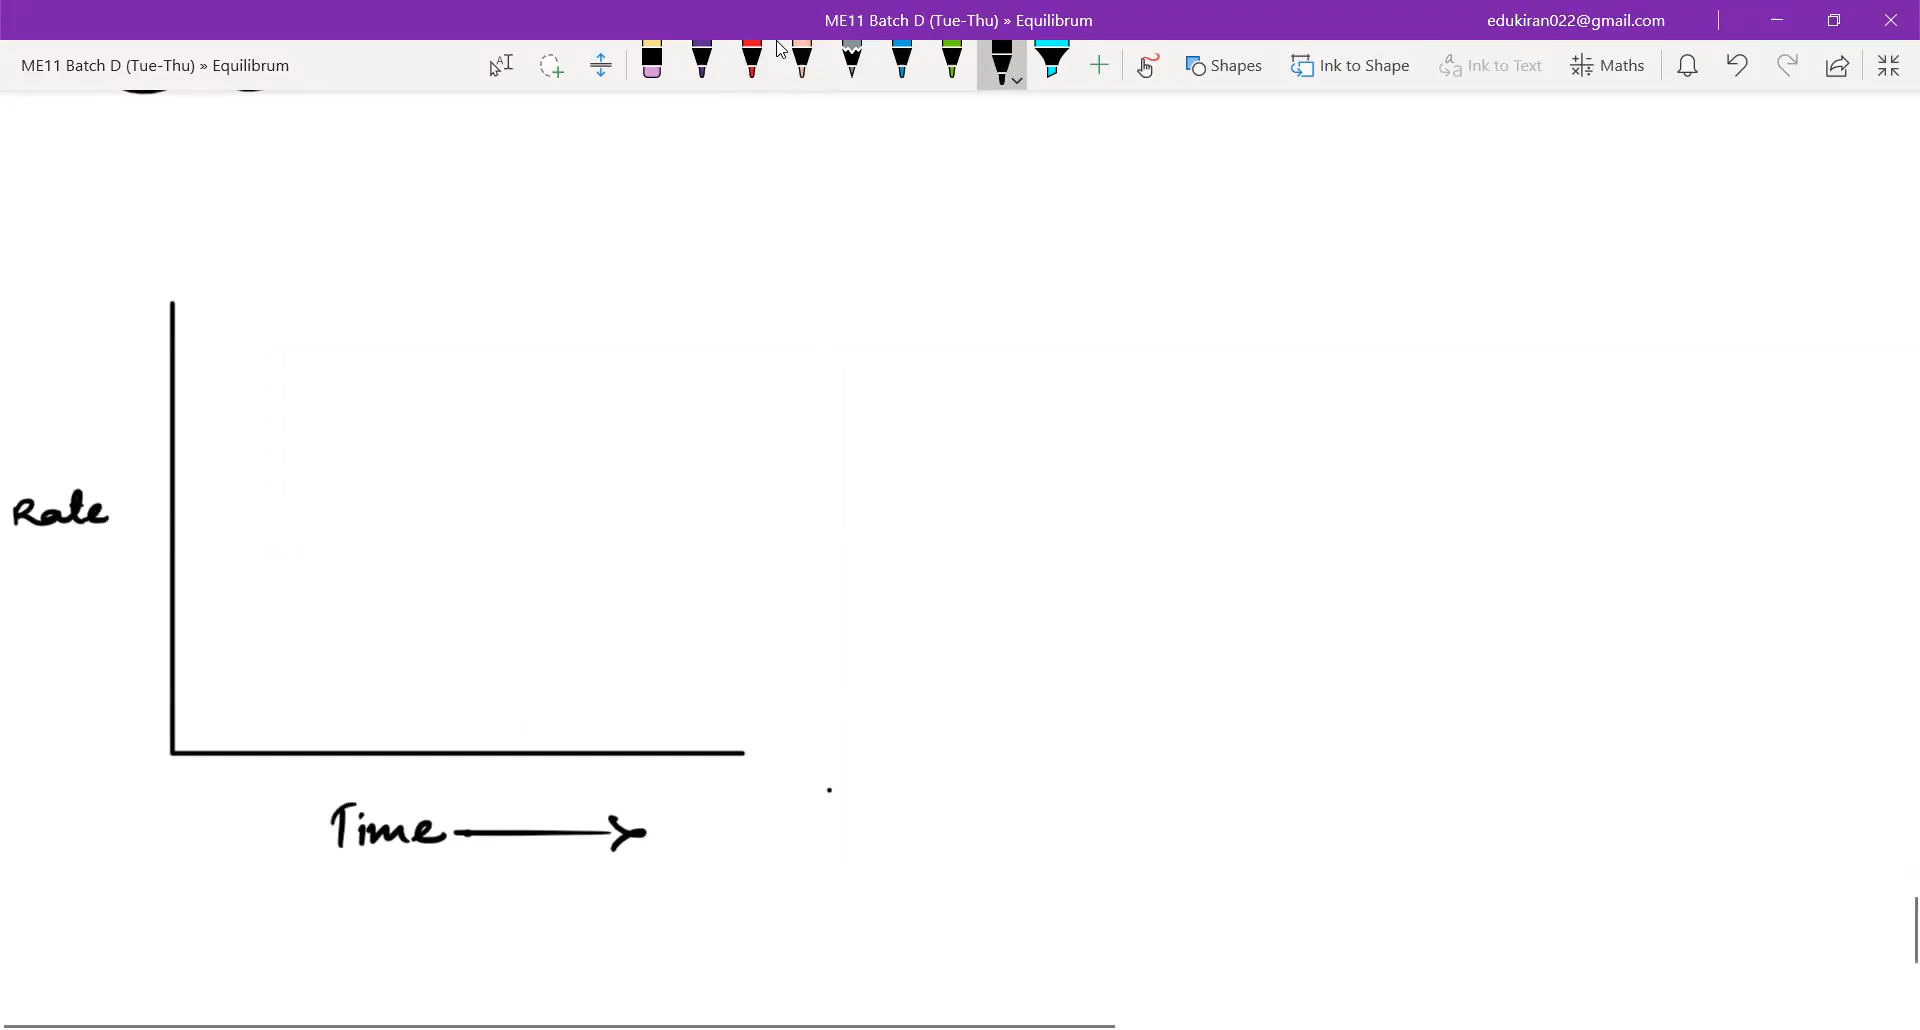 ME11 Batch D (Tue-Thu) » Equilibrum
edukiran022@gmail.com
ME11 Batch D (Tue-Thu) » Equilibrum
Shapes
Ink to Shape
Ink to Text
Maths
Rate
Time